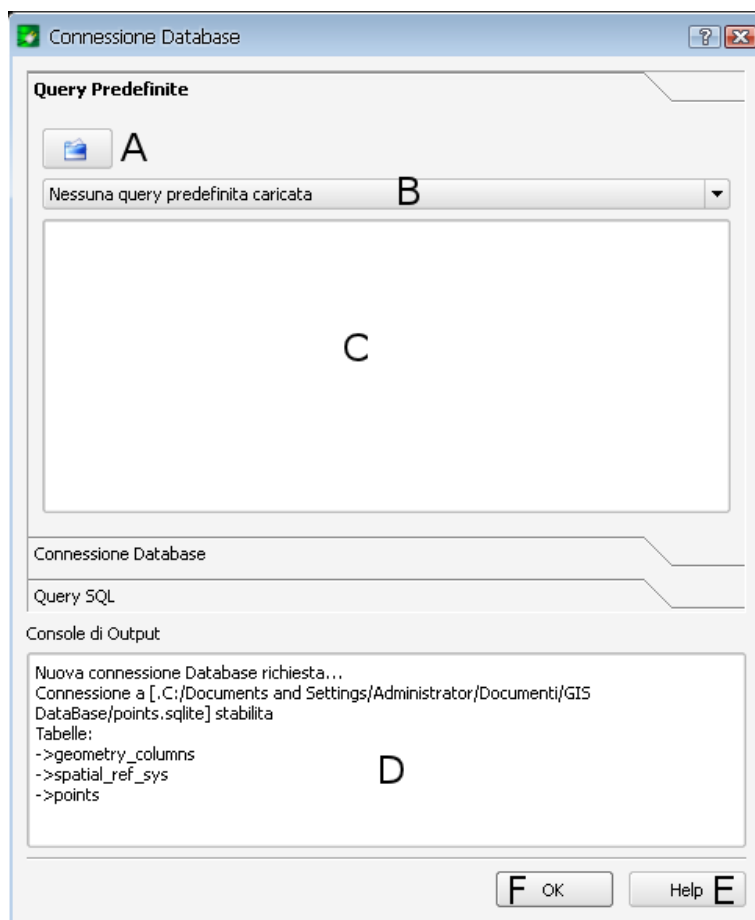 Connessione Database
Query Predefinite
A
Nessuna query predefinita caricata B
C
Connessione Database
Query SQL
Console di Output
Nuova connessione Database richiesta...
Connessione a [.C:/Documents and Settings/Administrator/Documenti/GIS
DataBase/points.sqlite] stabilita
Tabelle:
->geometry_columns
->spatial_ref_sys
->points
D
F OK Help E